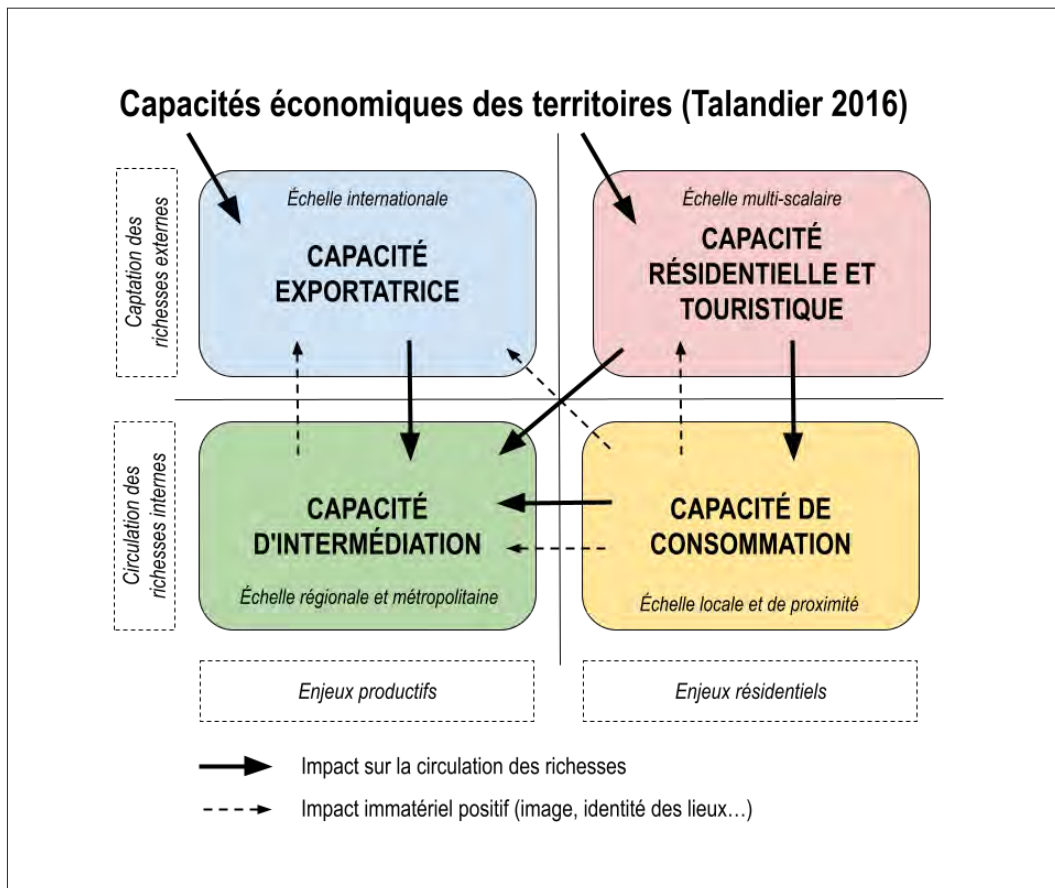 Capacités économiques des territoires (Talandier 2016)
Captation des
richesses externes
Échelle internationale
CAPACITÉ
EXPORTATRICE
Échelle multi-scalaire
CAPACITÉ
RÉSIDENTIELLE ET
TOURISTIQUE
Circulation des
richesses internes
CAPACITÉ
D'INTERMÉDIATION
Échelle régionale et métropolitaine
CAPACITÉ DE
CONSOMMATION
Échelle locale et de proximité
Enjeux productifs
Enjeux résidentiels
Impact sur la circulation des richesses
Impact immatériel positif (image, identité des lieux…)